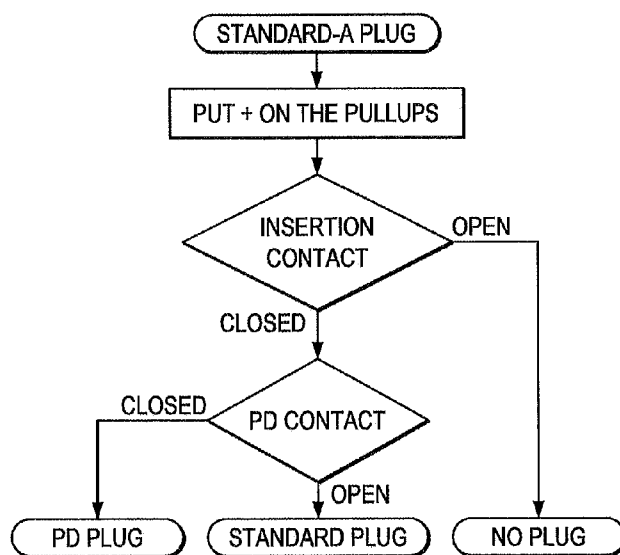 STANDARD-A PLUG
PUT + ON THE PULLUPS
INSERTION
CONTACT
OPEN
CLOSED
CLOSED
PD CONTACT
OPEN
PD PLUG
STANDARD PLUG
NO PLUG